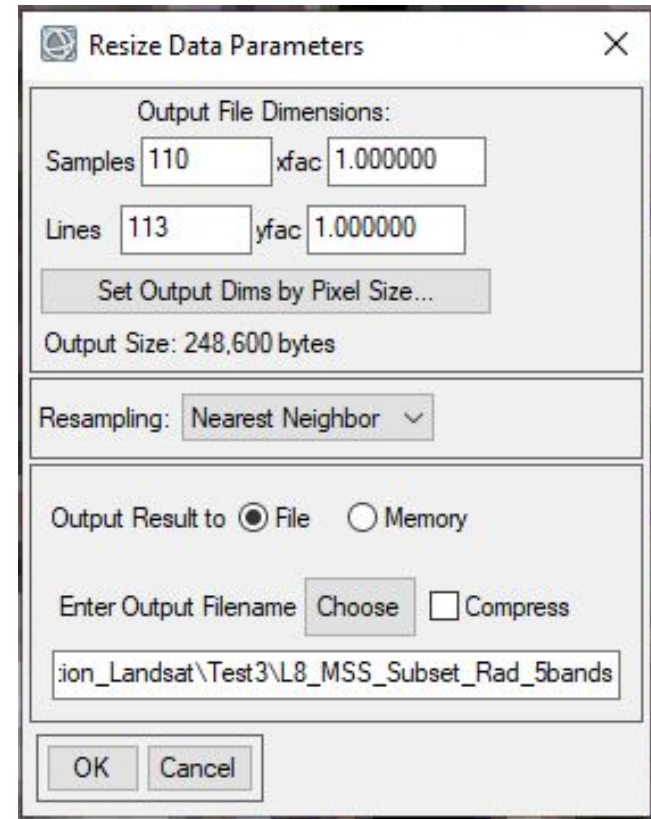 Resize Data Parameters
Output File Dimensions:
Samples 110 xfac 1.000000
Lines 113 yfac 1.000000
Set Output Dims by Pixel Size...
Output Size: 248,600 bytes
Resampling: Nearest Neighbor
Output Result to File Memory
Enter Output Filename Choose Compress
:ion_Landsat\Test3\L8_MSS_Subset_Rad_5bands
OK Cancel